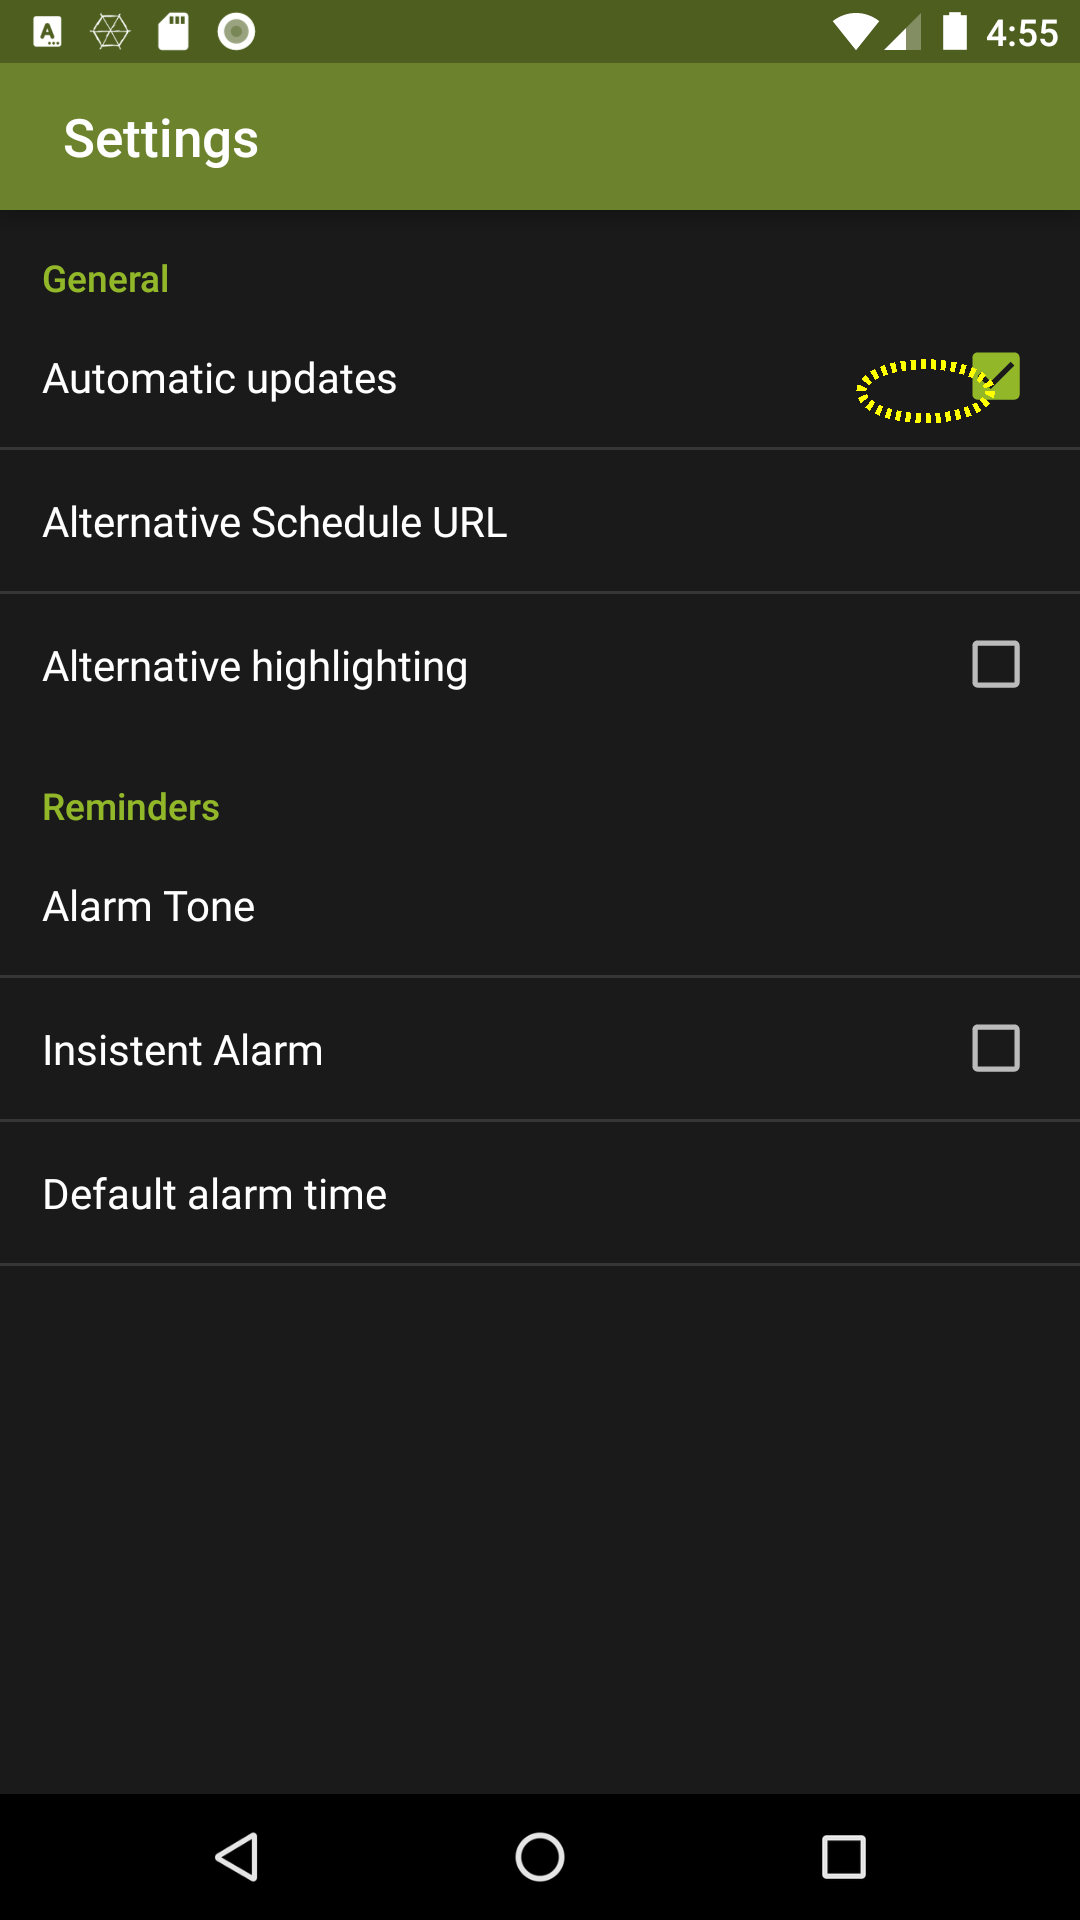 4:55
Settings
General
Automatic updates
Alternative Schedule URL
Alternative highlighting
Reminders
Alarm Tone
Insistent Alarm
Default alarm time